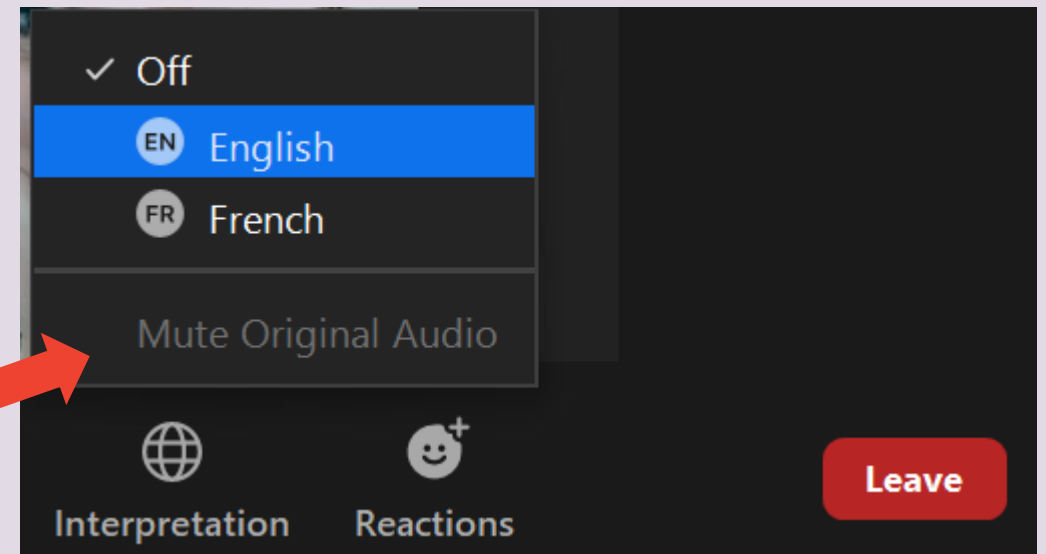 Off
EN English
FR French
Mute Original Audio
Interpretation Reactions
Leave